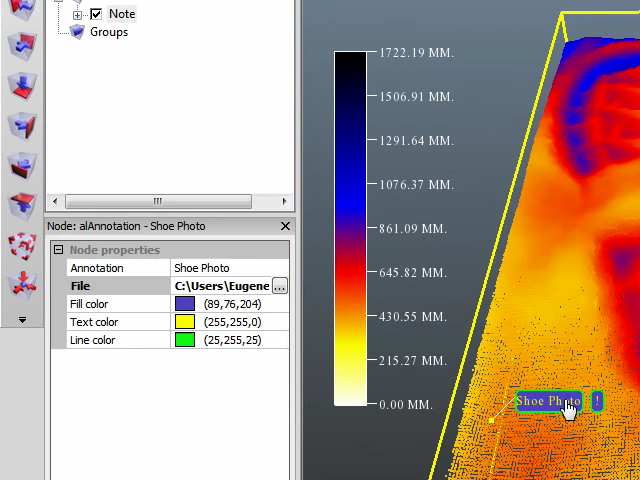 Note
Groups
Node: alAnnotation - Shoe Photo
Node properties
Annotation Shoe Photo
File C:\Users\Eugene ...
Fill color (89,76,204)
Text color (255,255,0)
Line color (25,255,25)
1722.19 MM.
1506.91 MM.
1291.64 MM.
1076.37 MM.
861.09 MM.
645.82 MM.
430.55 MM.
215.27 MM.
0.00 MM.
Shoe Photo !